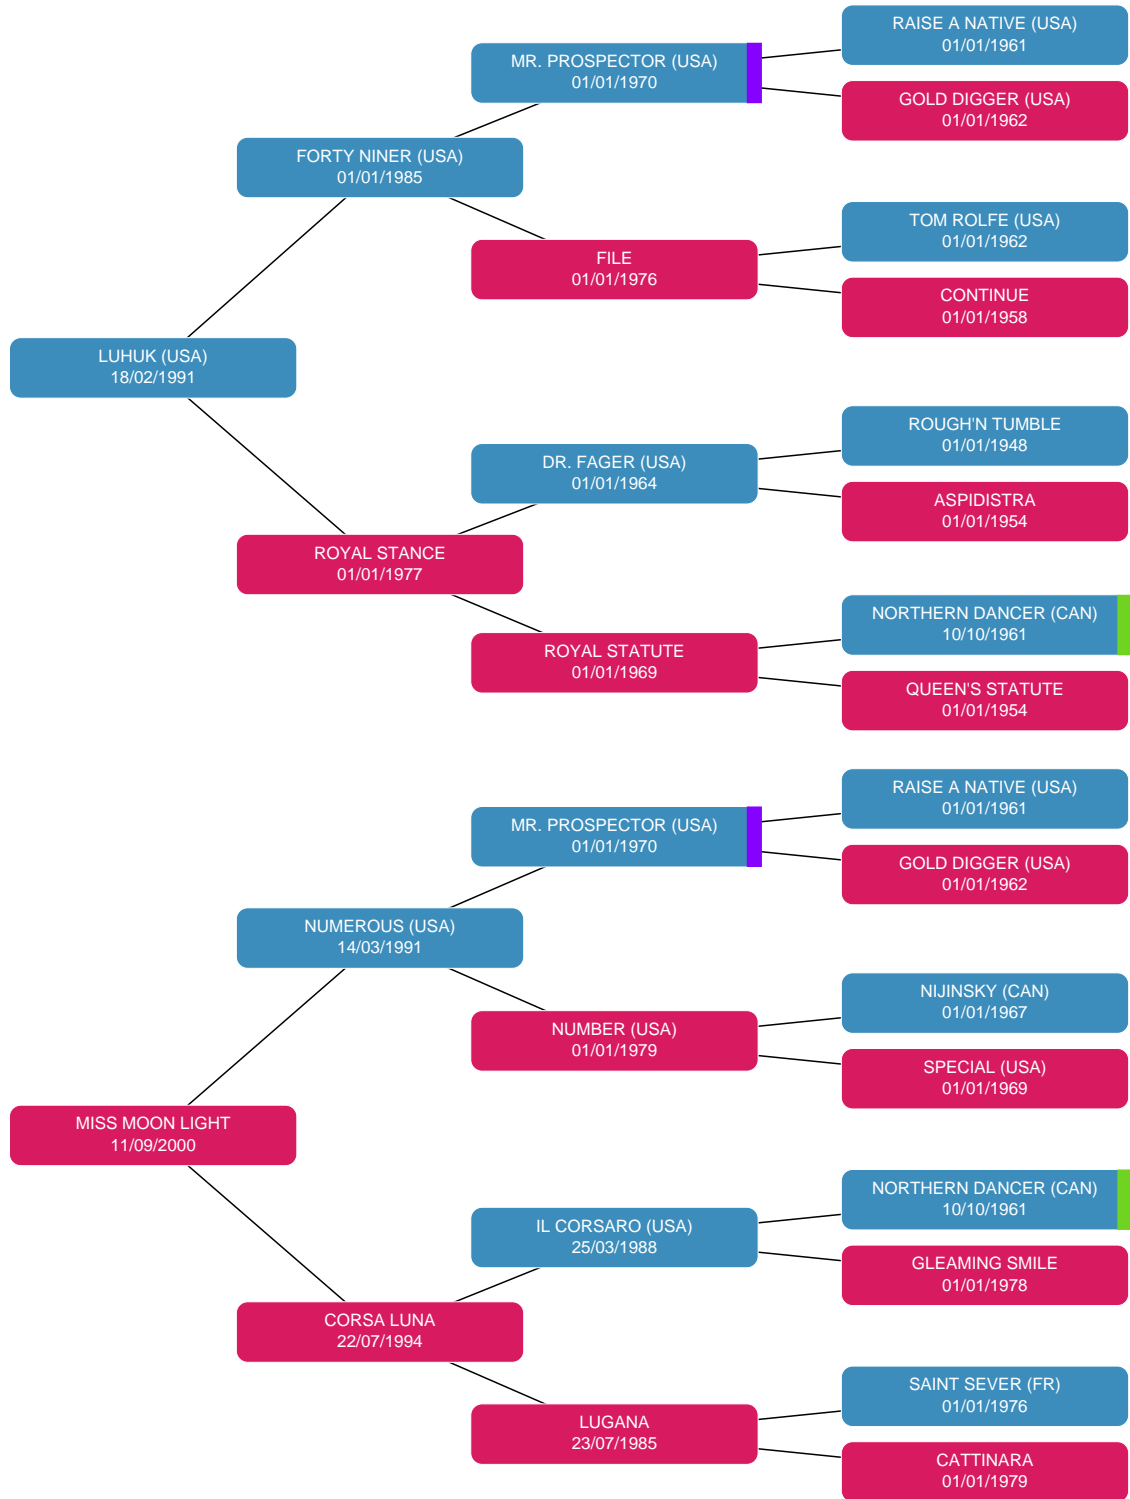 RAISE A NATIVE (USA)
01/01/1961
MR. PROSPECTOR (USA)
01/01/1970
GOLD DIGGER (USA)
01/01/1962
FORTY NINER (USA)
01/01/1985
TOM ROLFE (USA)
01/01/1962
FILE
01/01/1976
CONTINUE
01/01/1958
LUHUK (USA)
18/02/1991
ROUGH'N TUMBLE
01/01/1948
DR. FAGER (USA)
01/01/1964
ASPIDISTRA
01/01/1954
ROYAL STANCE
01/01/1977
NORTHERN DANCER (CAN)
10/10/1961
ROYAL STATUTE
01/01/1969
QUEEN'S STATUTE
01/01/1954
RAISE A NATIVE (USA)
01/01/1961
MR. PROSPECTOR (USA)
01/01/1970
GOLD DIGGER (USA)
01/01/1962
NUMEROUS (USA)
14/03/1991
NIJINSKY (CAN)
01/01/1967
NUMBER (USA)
01/01/1979
SPECIAL (USA)
01/01/1969
MISS MOON LIGHT
11/09/2000
NORTHERN DANCER (CAN)
10/10/1961
IL CORSARO (USA)
25/03/1988
GLEAMING SMILE
01/01/1978
CORSA LUNA
22/07/1994
SAINT SEVER (FR)
01/01/1976
LUGANA
23/07/1985
CATTINARA
01/01/1979